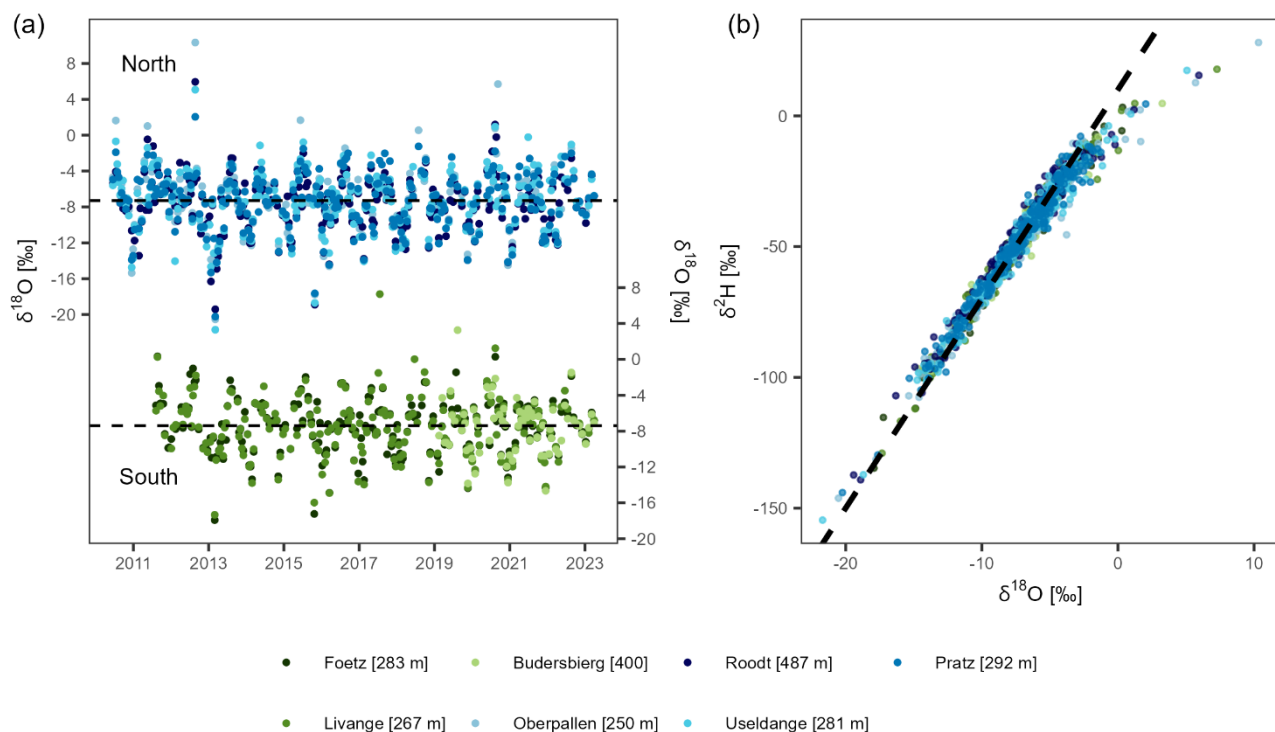 (a)
North
8
4
0
-4
-8
-12
-16
-20
δ¹⁸O [‰]
8
4
0
-4
-8
-12
-16
-20
δ¹⁸O [‰]
South
2011 2013 2015 2017 2019 2021 2023
(b)
0
-50
-100
-150
δ²H [‰]
-20 -10 0 10
δ¹⁸O [‰]
Foetz [283 m] Budersbierg [400] Roodt [487 m] Pratz [292 m]
Livange [267 m] Oberpallen [250 m] Useldange [281 m]